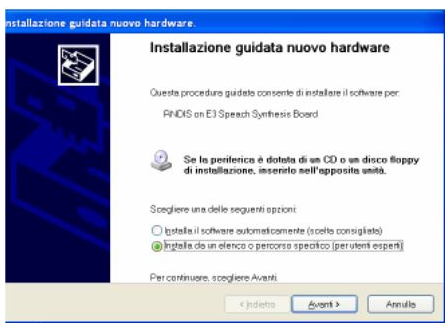 nstallazione guidata nuovo hardware.
Installazione guidata nuovo hardware
Questa procedura guidata consente di installare il software per:
on E3 Speech Synthesis Board
Se la periferica è dotata di un CD o un disco floppy
di installazione, inserirlo nell'apposita unità.
Scegliere una delle seguenti opzioni:
Installa il software automaticamente (scelta consigliata)
Installa da un elenco o percorso specifico (per utenti esperti)
Per continuare, scegliere Avanti.
< Indietro Avanti > Annulla